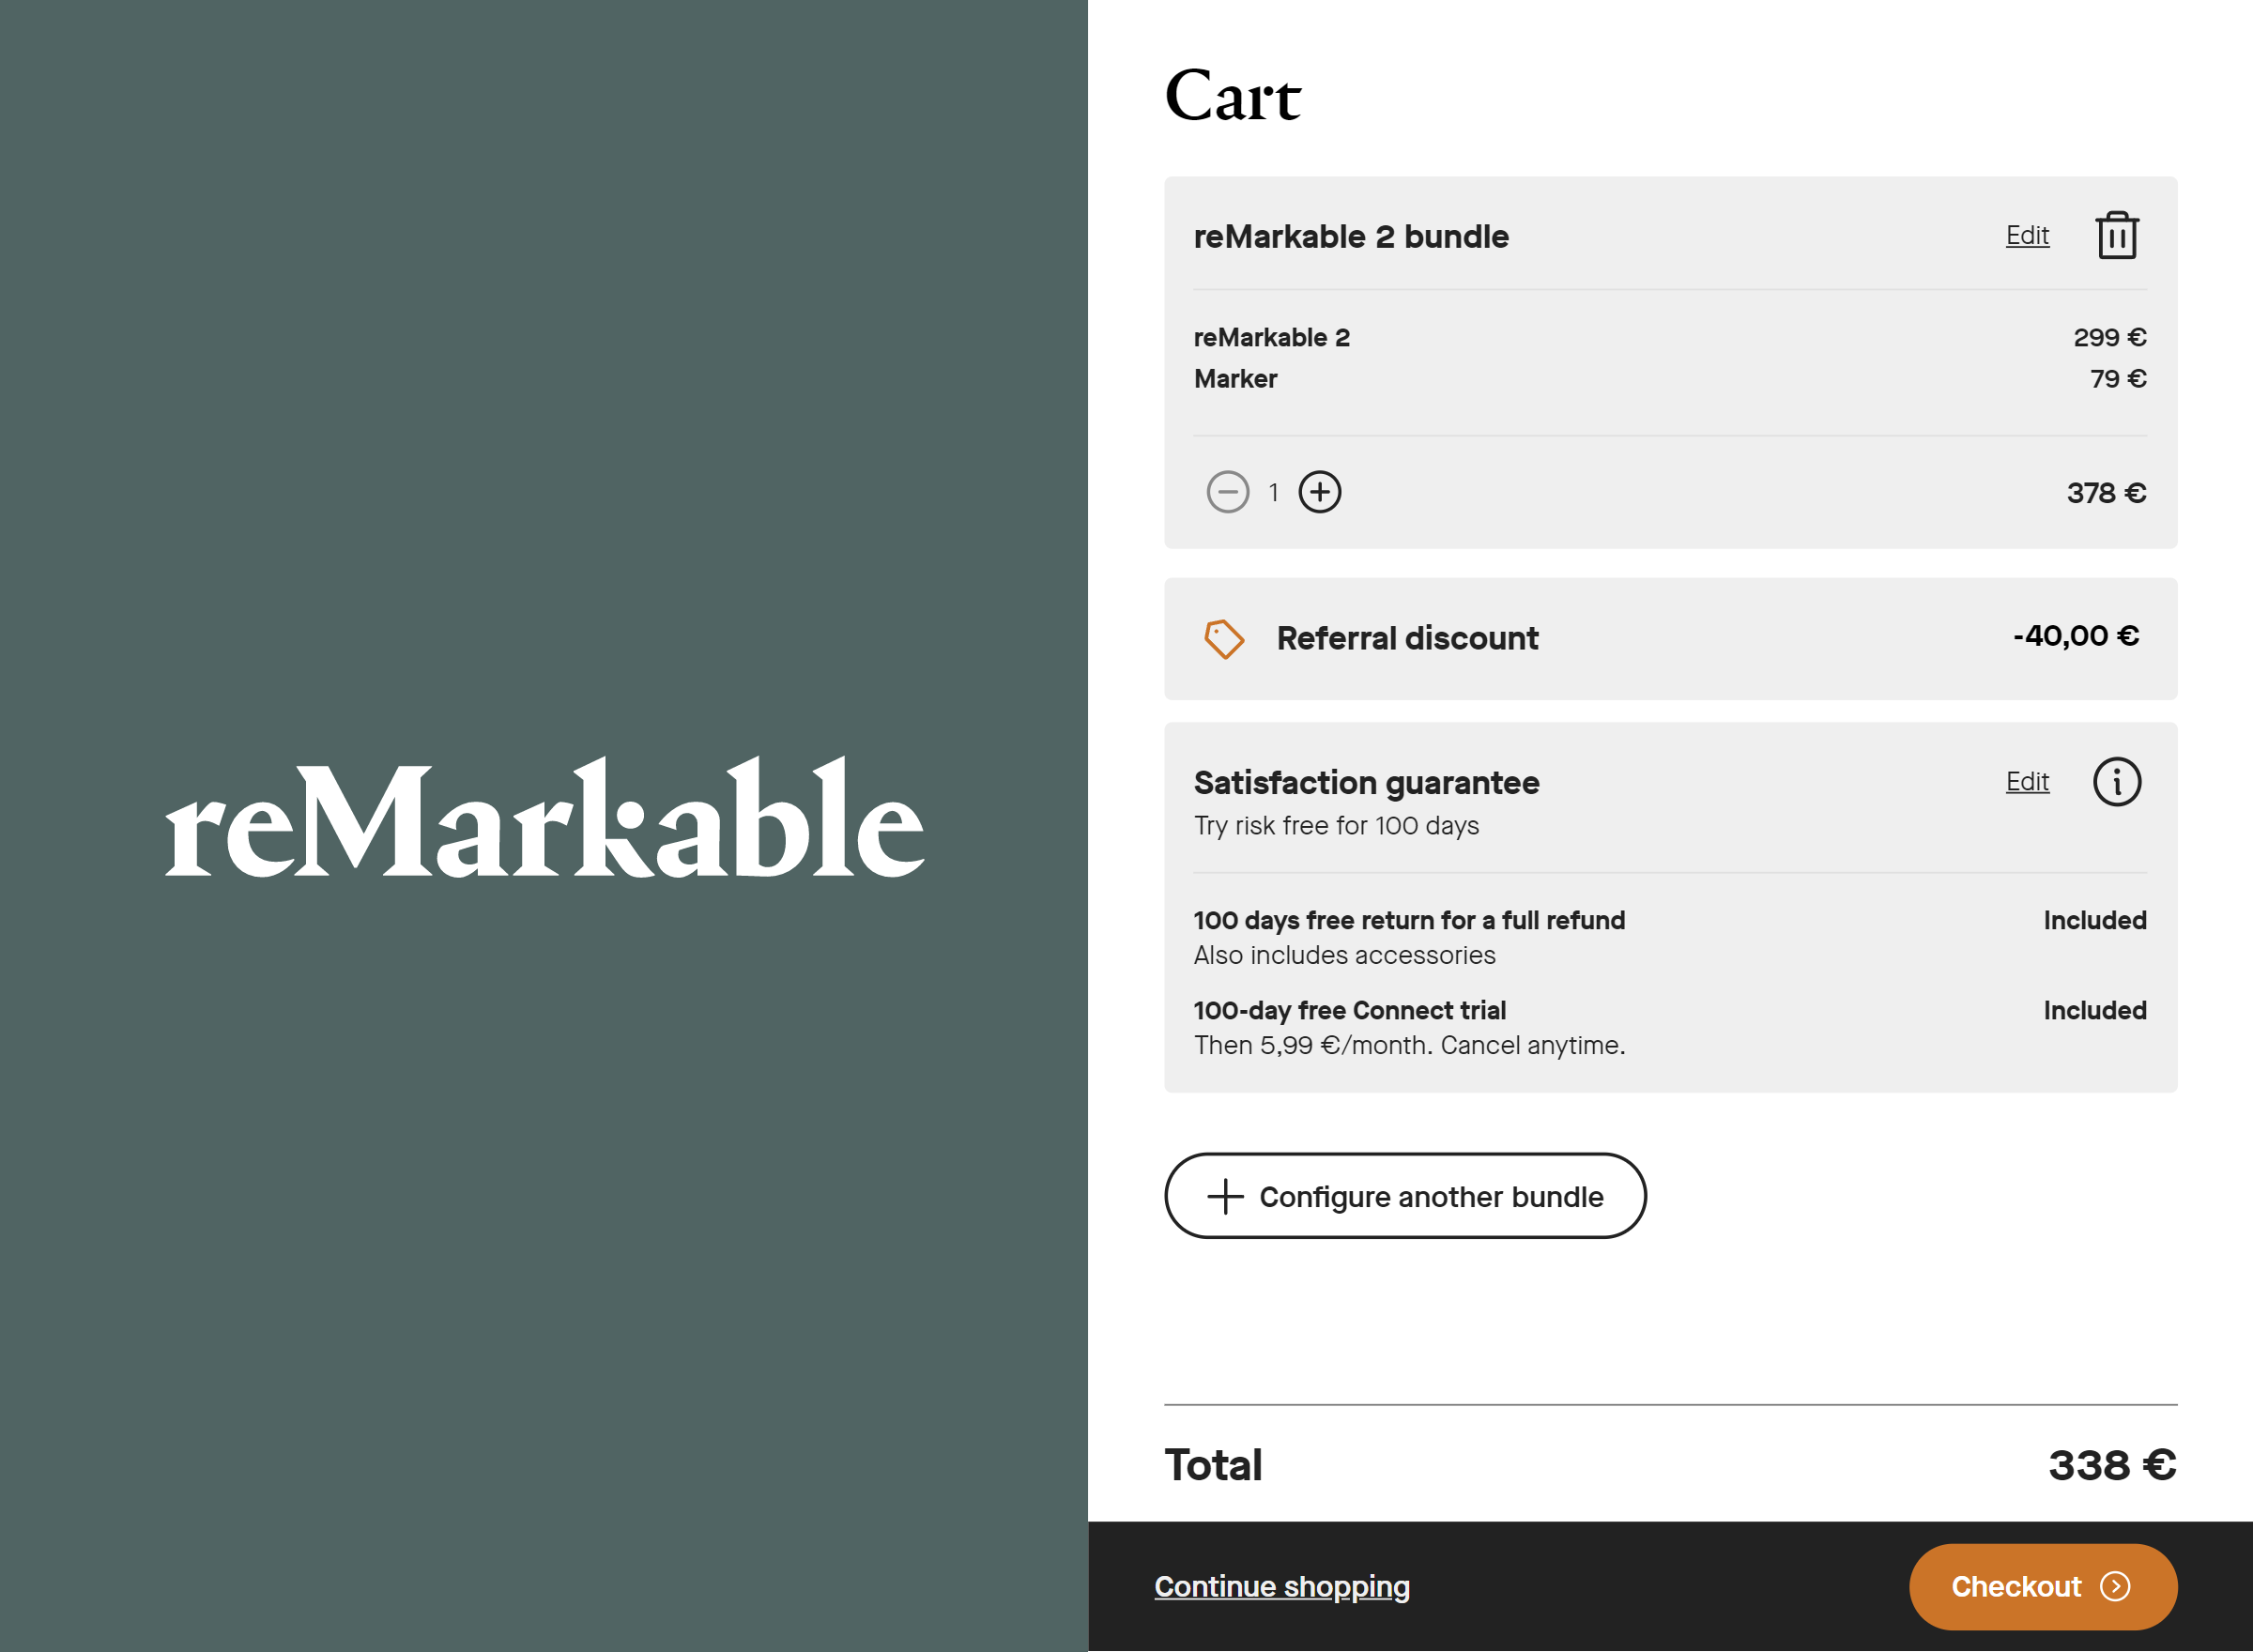 reMarkable
Cart
reMarkable 2 bundle Edit
reMarkable 2 299 €
Marker 79 €
1 378 €
Referral discount -40,00 €
Satisfaction guarantee Edit
Try risk free for 100 days
100 days free return for a full refund Included
Also includes accessories
100-day free Connect trial Included
Then 5,99 €/month. Cancel anytime.
Configure another bundle
Total 338 €
Continue shopping Checkout